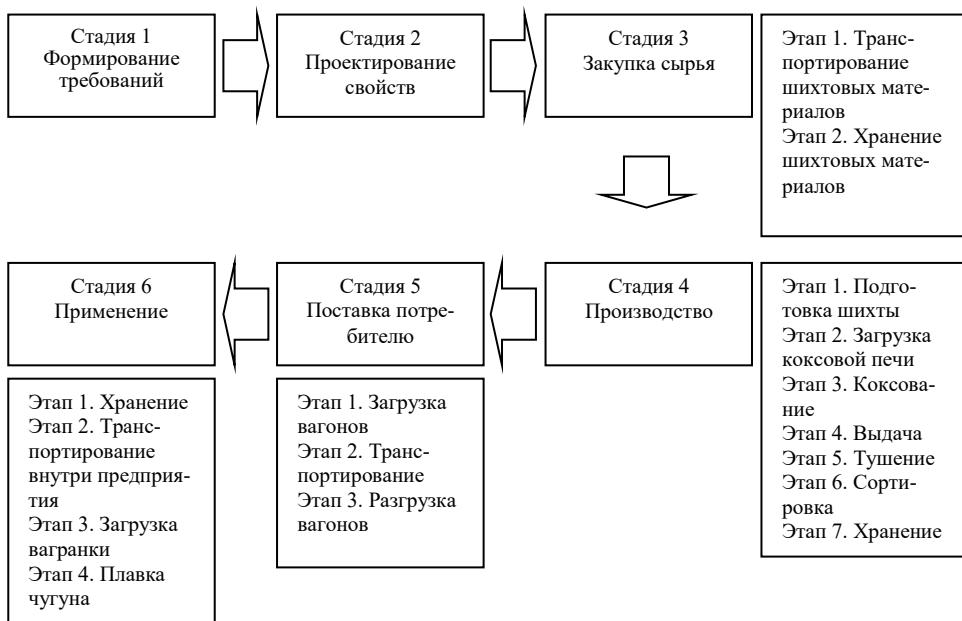 Стадия 1
Формирование
требований
Стадия 2
Проектирование
свойств
Стадия 3
Закупка сырья
Этап 1. Транс-
портирование
шихтовых мате-
риалов
Этап 2. Хранение
шихтовых мате-
риалов
Стадия 6
Применение
Стадия 5
Поставка потре-
бителю
Стадия 4
Производство
Этап 1. Подго-
товка шихты
Этап 2. Загрузка
коксовой печи
Этап 3. Коксова-
ние
Этап 4. Выдача
Этап 5. Тушение
Этап 6. Сорти-
ровка
Этап 7. Хранение
Этап 1. Хранение
Этап 2. Транс-
портирование
внутри предприя-
тия
Этап 3. Загрузка
вагранки
Этап 4. Плавка
чугуна
Этап 1. Загрузка
вагонов
Этап 2. Транс-
портирование
Этап 3. Разгрузка
вагонов